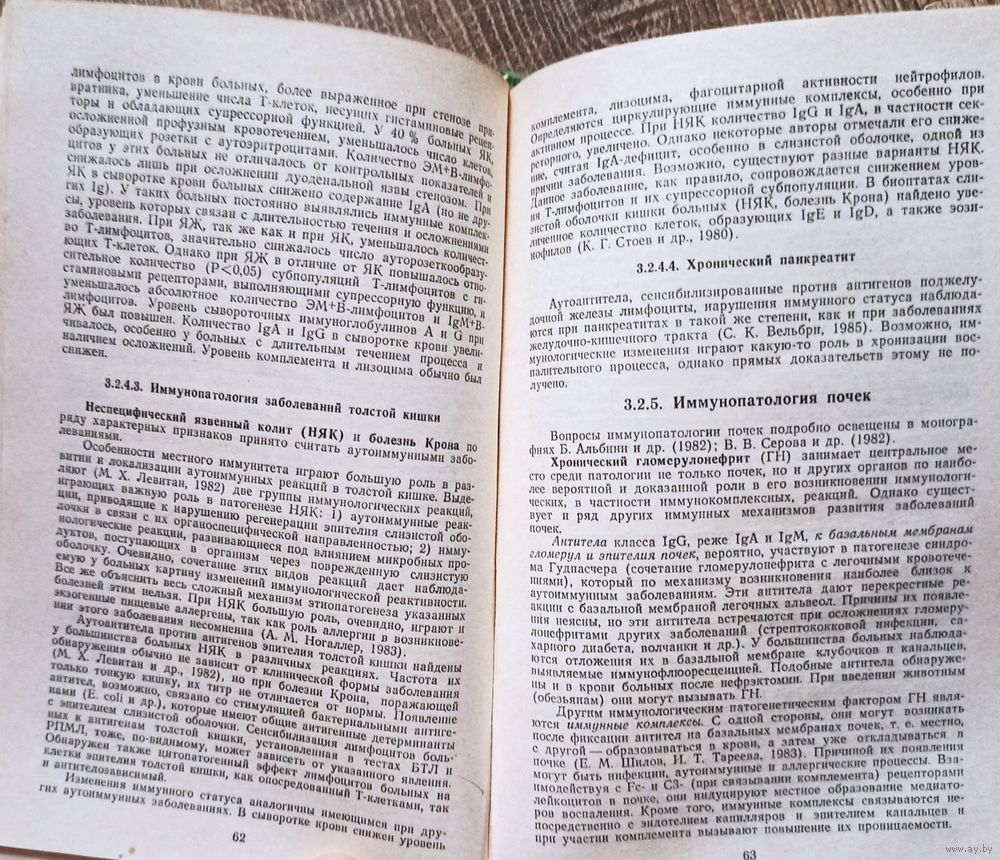 лимфоцитов в крови больных, более выраженное при стенозе при-
вратника, уменьшение числа Т-клеток, несущих гистаминовые рецеп-
торы и обладающих супрессорной функцией. У 40 % больных ЯК,
осложненной профузным кровотечением, уменьшалось число клеток,
образующих розетки с аутоэритроцитами. Количество ЭМ+В-лимфо-
цитов у этих больных не отличалось от контрольных показателей и
снижалось лишь при осложнении дуоденальной язвы стенозом. При
ЯК в сыворотке крови больных снижено содержание IgA (но не дру-
гих Ig). У таких больных постоянно выявлялись иммунные комплек-
сы, уровень которых связан с длительностью течения и осложнениями
заболевания. При ЯЖ, так же как и при ЯК, уменьшалось количест-
во Т-лимфоцитов, значительно снижалось число ауторозеткообразу-
ющих Т-клеток. Однако при ЯЖ в отличие от ЯК повышалось отно-
сительное количество (P<0,05) субпопуляций Т-лимфоцитов с ги-
стаминовыми рецепторами, выполняющими супрессорную функцию, и
уменьшалось абсолютное количество ЭМ+В-лимфоцитов и IgM+В-
лимфоцитов. Уровень сывороточных иммуноглобулинов А и G при
ЯЖ был повышен. Количество IgA и IgG в сыворотке крови увели-
чивалось, особенно у больных с длительным течением процесса и
наличием осложнений. Уровень комплемента и лизоцима обычно был
снижен.
3.2.4.3. Иммунопатология заболеваний толстой кишки
Неспецифический язвенный колит (НЯК) и болезнь Крона по
ряду характерных признаков принято считать аутоиммунными забо-
леваниями.
Особенности местного иммунитета играют большую роль в раз-
витии и локализации аутоиммунных реакций в толстой кишке. Выде-
ляют (М. Х. Левитан, 1982) две группы иммунологических реакций,
играющих важную роль в патогенезе НЯК: 1) аутоиммунные реак-
ции, приводящие к нарушению регенерации эпителия слизистой обо-
лочки в связи с их органоспецифической направленностью; 2) имму-
нологические реакции, развивающиеся под влиянием микробных про-
дуктов, поступающих в организм через поврежденную слизистую
оболочку. Очевидно, сочетание этих видов реакций дает наблюда-
емую у больных картину изменений иммунологической реактивности.
Все же объяснить весь сложный механизм этиопатогенеза указанных
болезней этим нельзя. При НЯК большую роль, очевидно, играют и
экзогенные пищевые аллергены, так как роль аллергии в возникнове-
нии этого заболевания несомненна (А. М. Ногаллер, 1983).
Аутоантитела против антигенов эпителия толстой кишки найдены
у большинства больных НЯК в различных реакциях. Частота их
обнаружения обычно не зависит от клинической формы заболевания
(М. Х. Левитан и др., 1982), но при болезни Крона, поражающей
только тонкую кишку, их титр не отличается от нормы. Появление
антител, возможно, связано со стимуляцией бактериальными антиге-
нами (E. coli и др.), которые имеют общие антигенные детерминанты
с эпителием слизистой оболочки. Сенсибилизация лимфоцитов боль-
ных к антигенам толстой кишки, установленная в тестах БТЛ и
РПМЛ, тоже, по-видимому, может зависеть от указанного явления.
Обнаружен также цитопатогенный эффект лимфоцитов больных на
клетки эпителия толстой кишки, как опосредованный Т-клетками, так
и антителозависимый.
Изменения иммунного статуса аналогичны имеющимся при дру-
гих аутоиммунных заболеваниях. В сыворотке крови снижен уровень
62
комплемента, лизоцима, фагоцитарной активности нейтрофилов.
Определяются циркулирующие иммунные комплексы, особенно при
активном процессе. При НЯК количество IgG и IgA, в частности сек-
реторного, увеличено. Однако некоторые авторы отмечали его сниже-
ние, считая IgA-дефицит, особенно в слизистой оболочке, одной из
причин заболевания. Возможно, существуют разные варианты НЯК.
Данное заболевание, как правило, сопровождается снижением уров-
ня Т-лимфоцитов и их супрессорной субпопуляции. В биоптатах сли-
зистой оболочки кишки больных (НЯК, болезнь Крона) найдено уве-
личенное количество клеток, образующих IgE и IgD, а также эози-
нофилов (К. Г. Стоев и др., 1980).
3.2.4.4. Хронический панкреатит
Аутоантитела, сенсибилизированные против антигенов поджелу-
дочной железы лимфоциты, нарушения иммунного статуса наблюда-
ются при панкреатитах в такой же степени, как и при заболеваниях
желудочно-кишечного тракта (С. К. Вельбри, 1985). Возможно, им-
мунологические изменения играют какую-то роль в хронизации вос-
палительного процесса, однако прямых доказательств этому не по-
лучено.
3.2.5. Иммунопатология почек
Вопросы иммунопатологии почек подробно освещены в моногра-
фиях Б. Альбини и др. (1982); В. В. Серова и др. (1982).
Хронический гломерулонефрит (ГН) занимает центральное ме-
сто среди патологии не только почек, но и других органов по наибо-
лее вероятной и доказанной роли в его возникновении иммунологи-
ческих, в частности иммунокомплексных, реакций. Однако сущест-
вует и ряд других иммунных механизмов развития заболеваний
почек.
Антитела класса IgG, реже IgA и IgM, к базальным мембранам
гломерул и эпителия почек, вероятно, участвуют в патогенезе синдро-
ма Гудпасчера (сочетание гломерулонефрита с легочными кровотече-
ниями), который по механизму возникновения наиболее близок к
аутоиммунным заболеваниям. Эти антитела дают перекрестные ре-
акции с базальной мембраной легочных альвеол. Причины их появле-
ния неясны, но эти антитела встречаются при осложнениях гломеру-
лонефритами других заболеваний (стрептококковой инфекции, са-
харного диабета, волчанки и др.). У большинства больных наблюда-
ются отложения их в базальной мембране клубочков и канальцев,
выявляемые иммунофлюоресценцией. Подобные антитела обнаруже-
ны и в крови больных после нефрэктомии. При введении животным
(обезьянам) они могут вызывать ГН.
Другим иммунологическим патогенетическим фактором ГН явля-
ются иммунные комплексы. С одной стороны, они могут возникать
после фиксации антител на базальных мембранах почек, т. е. местно,
с другой — образовываться в крови, а затем уже откладываться в
почке (Е. М. Шилов, И. Т. Тареева, 1983). Причиной их появления
могут быть инфекции, аутоиммунные и аллергические процессы. Вза-
имодействуя с Fc- и C3- (при связывании комплемента) рецепторами
лейкоцитов в почке, они индуцируют местное образование медиато-
ров воспаления. Кроме того, иммунные комплексы связываются не-
посредственно с эндотелием капилляров и эпителием канальцев и
при участии комплемента вызывают повышение их проницаемости.
63
www.ay.by